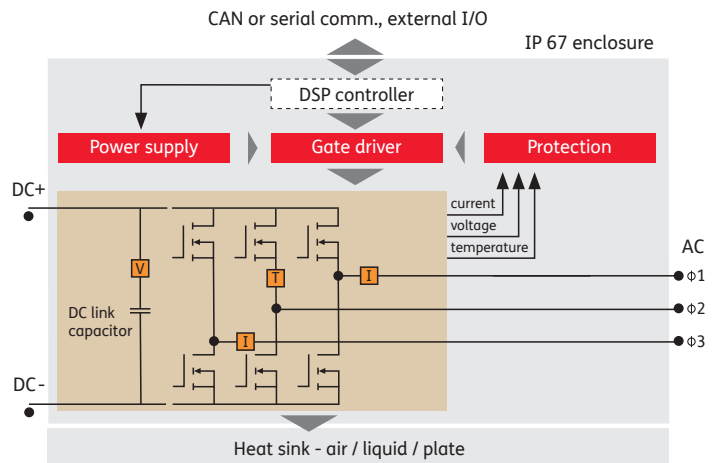 CAN or serial comm., external I/O
IP 67 enclosure
DSP controller
Power supply
Gate driver
Protection
DC+
current
voltage
temperature
AC
V
T
I
Φ1
DC link
capacitor
Φ2
I
Φ3
DC-
Heat sink - air / liquid / plate